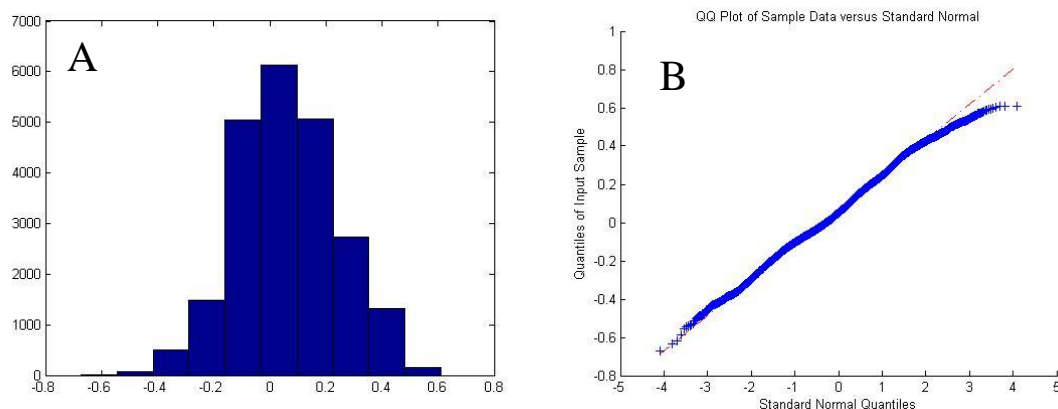 A
7000
6000
5000
4000
3000
2000
1000
0
-0.8 -0.6 -0.4 -0.2 0 0.2 0.4 0.6 0.8
QQ Plot of Sample Data versus Standard Normal
B
Quantiles of Input Sample
1
0.8
0.6
0.4
0.2
0
-0.2
-0.4
-0.6
-0.8
-5 -4 -3 -2 -1 0 1 2 3 4 5
Standard Normal Quantiles